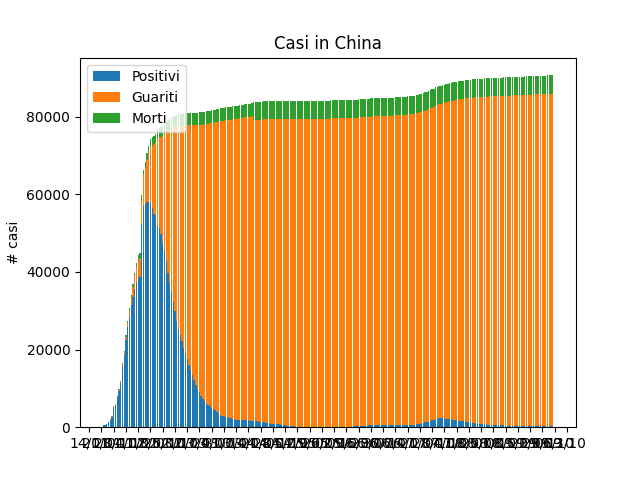 Casi in China
Positivi
Guariti
Morti
80000
60000
40000
20000
0
# casi